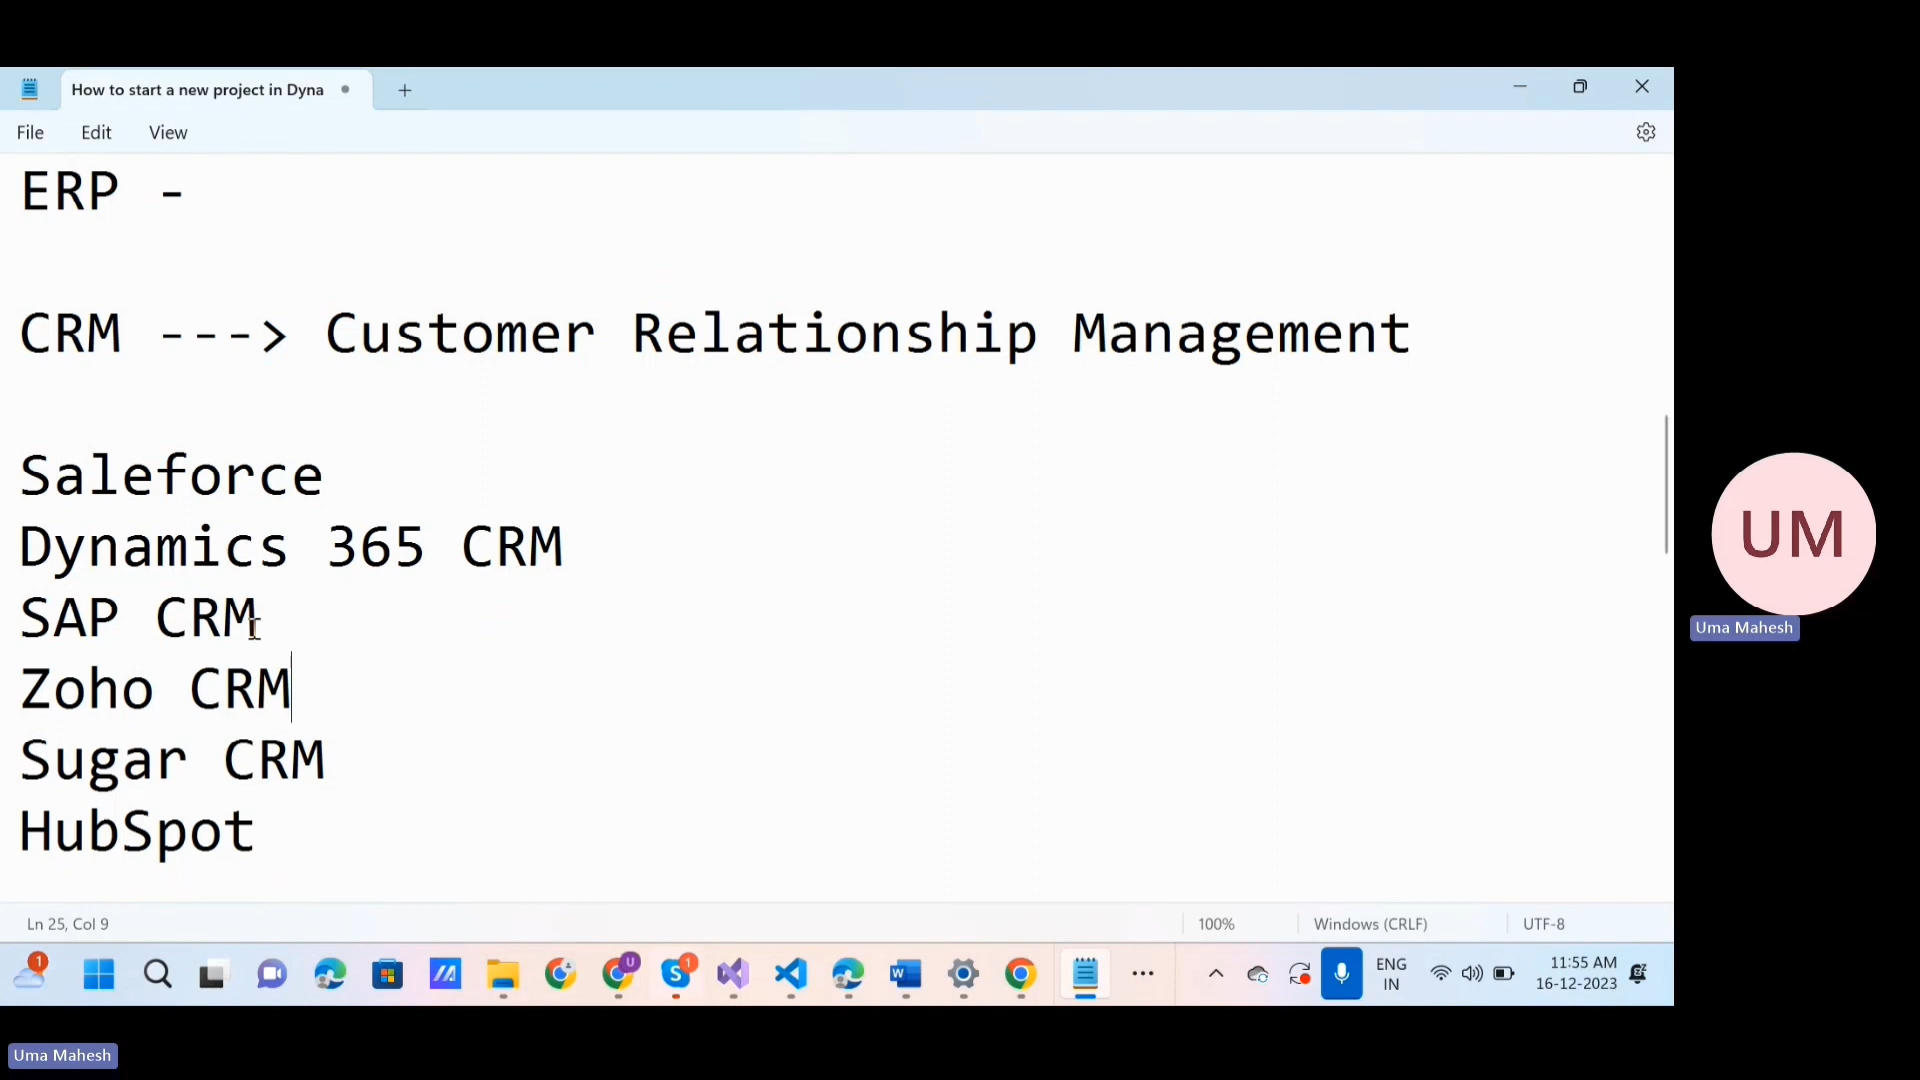 How to start a new project in Dyna
File Edit View
ERP -
CRM ---> Customer Relationship Management
Saleforce
Dynamics 365 CRM
SAP CRM
Zoho CRM
Sugar CRM
HubSpot
UM
Uma Mahesh
Ln 25, Col 9 100% Windows (CRLF) UTF-8
1 U S 1 W ENG 11:55 AM
IN 16-12-2023
Uma Mahesh